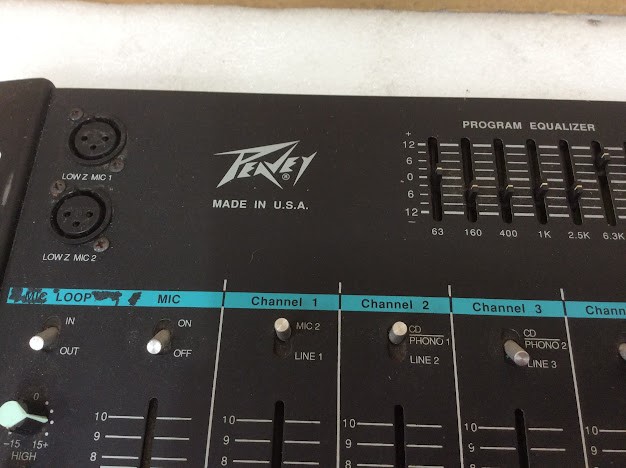 PROGRAM EQUALIZER
+
12
6
0
6
12
−
63 160 400 1K 2.5K 6.3K
LOW Z MIC 1
PEAVEY®
MADE IN U.S.A.
LOW Z MIC 2
MIC LOOP MIC Channel 1 Channel 2 Channel 3
IN
OUT
ON
OFF
MIC 2
LINE 1
CD
PHONO 1
LINE 2
CD
PHONO 2
LINE 3
0
−15 15+
HIGH
10 10 10 10
9 9 9 9
8 8 8 8